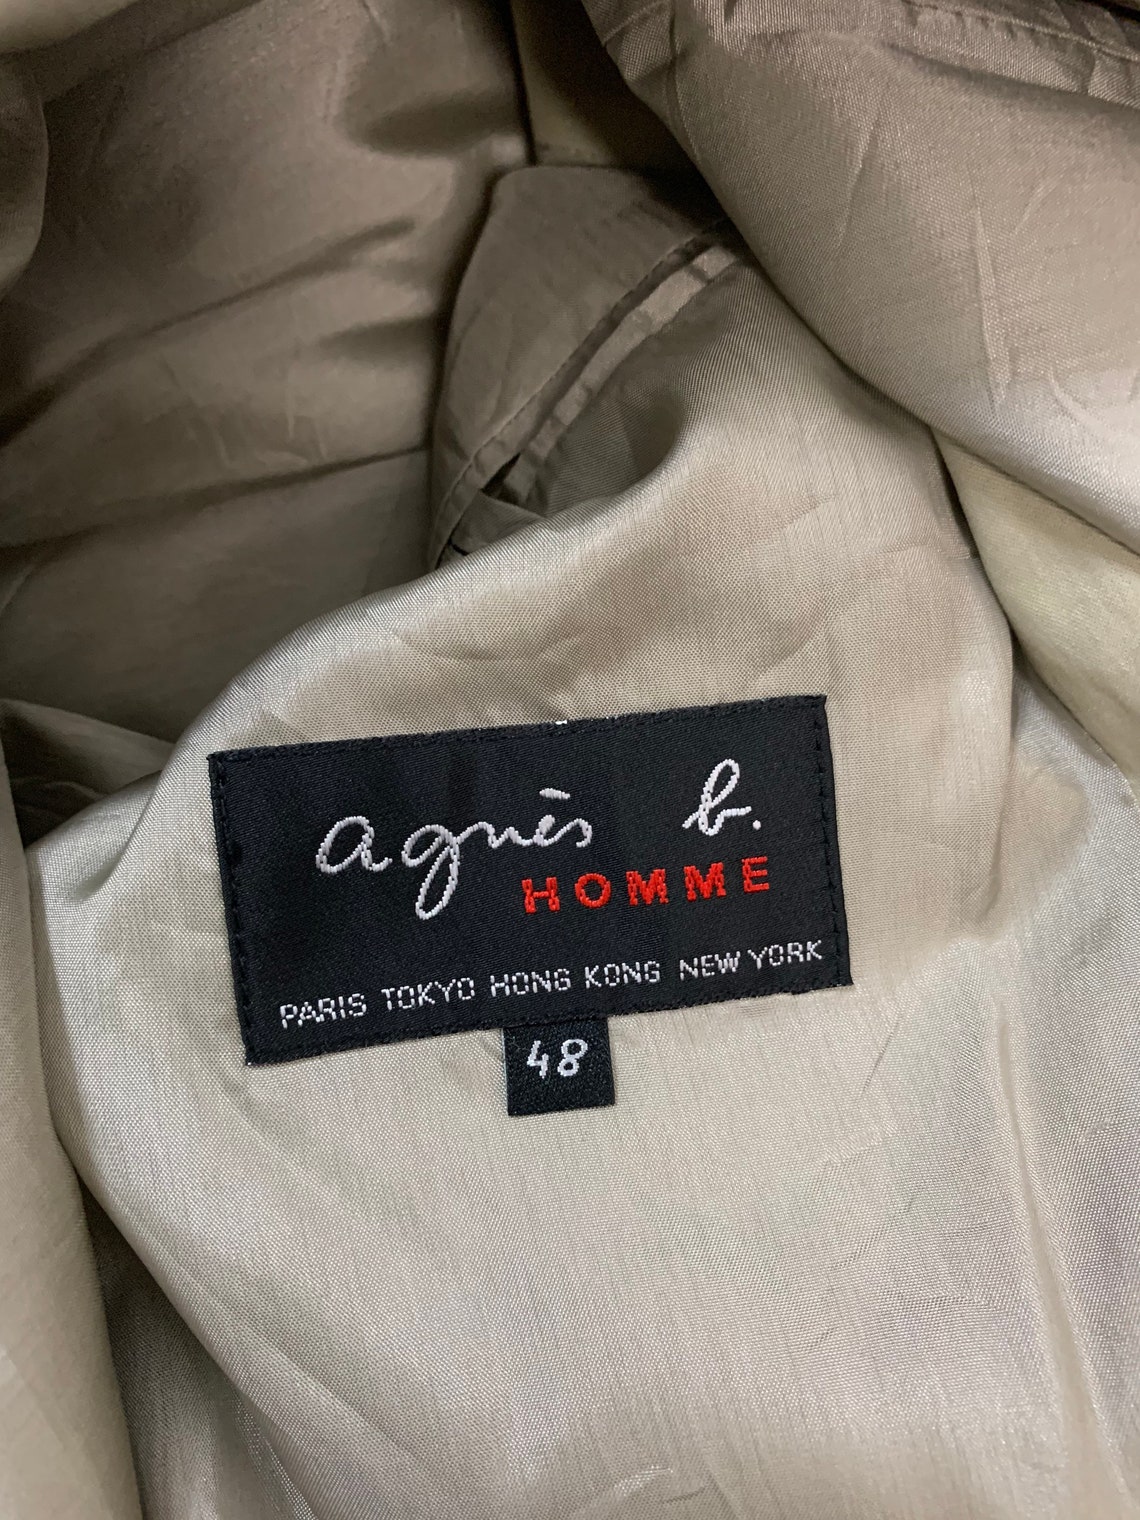 agnès b.
HOMME
PARIS TOKYO HONG KONG NEW YORK
48